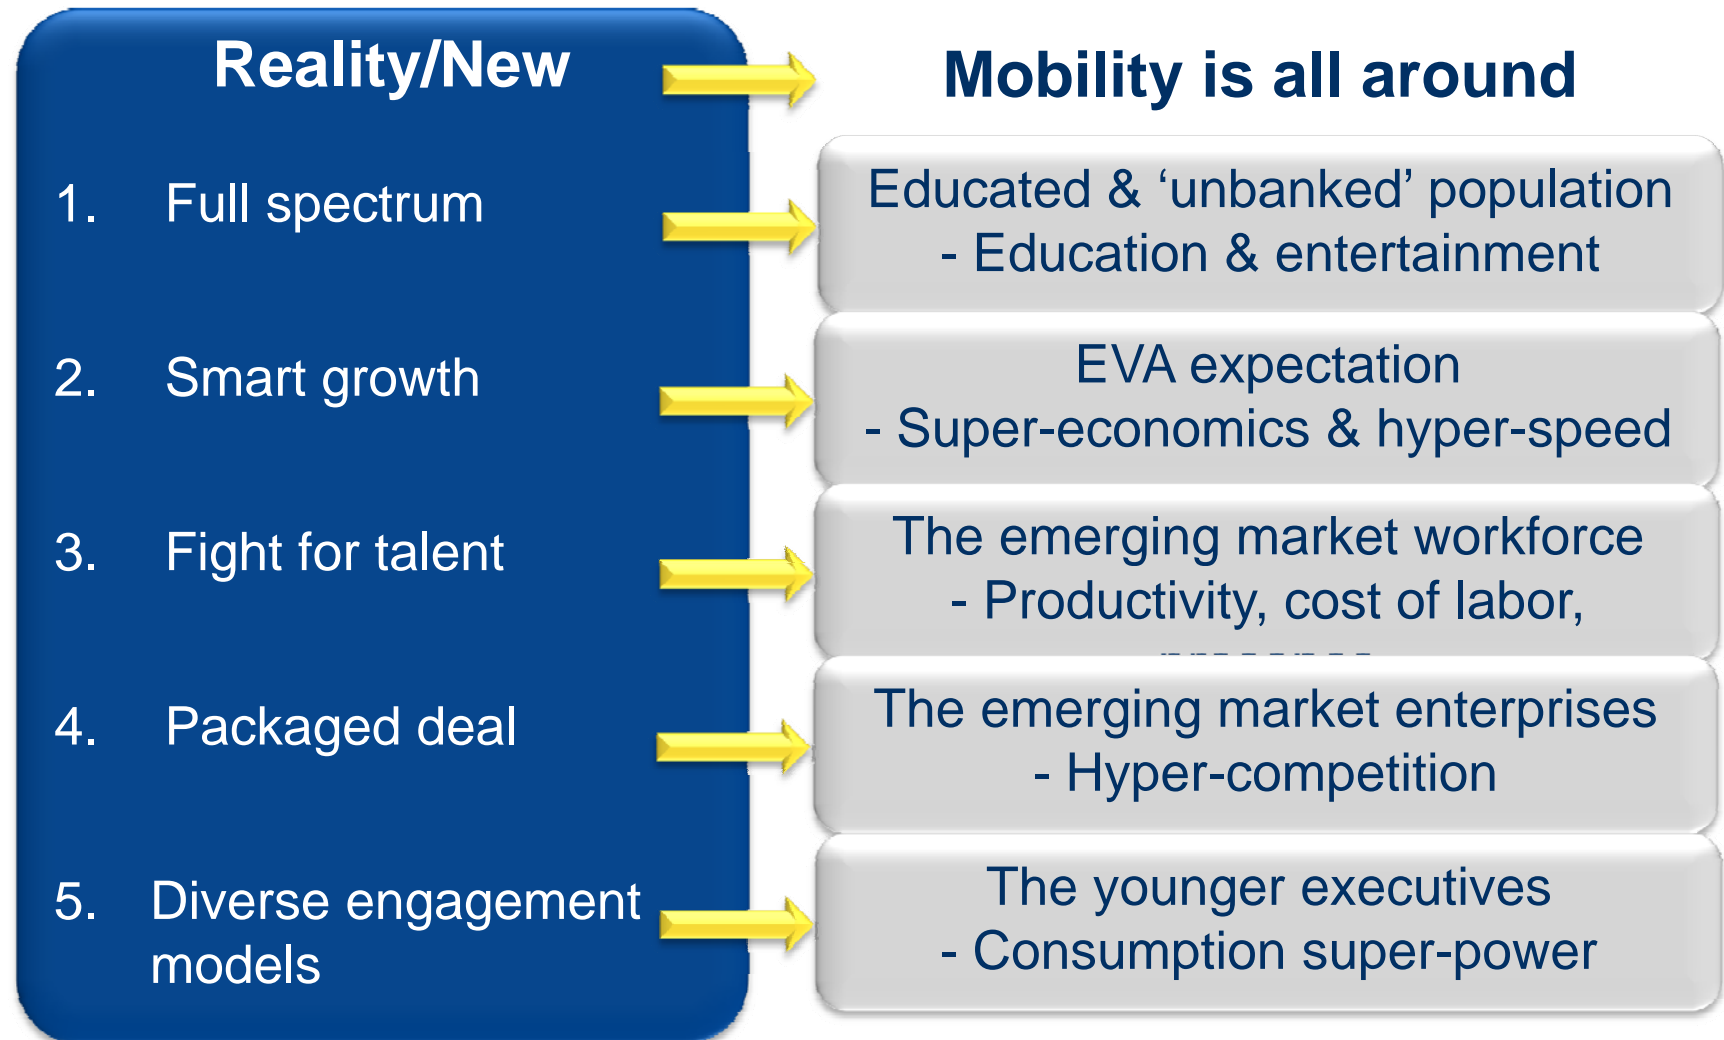 Reality/New
Mobility is all around
1. Full spectrum
Educated & ‘unbanked’ population
- Education & entertainment
2. Smart growth
EVA expectation
- Super-economics & hyper-speed
3. Fight for talent
The emerging market workforce
- Productivity, cost of labor,
4. Packaged deal
The emerging market enterprises
- Hyper-competition
5. Diverse engagement
models
The younger executives
- Consumption super-power